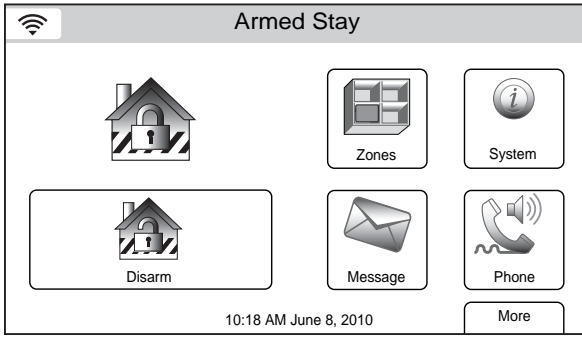 Armed Stay
Zones
System
Disarm
Message
Phone
10:18 AM June 8, 2010
More